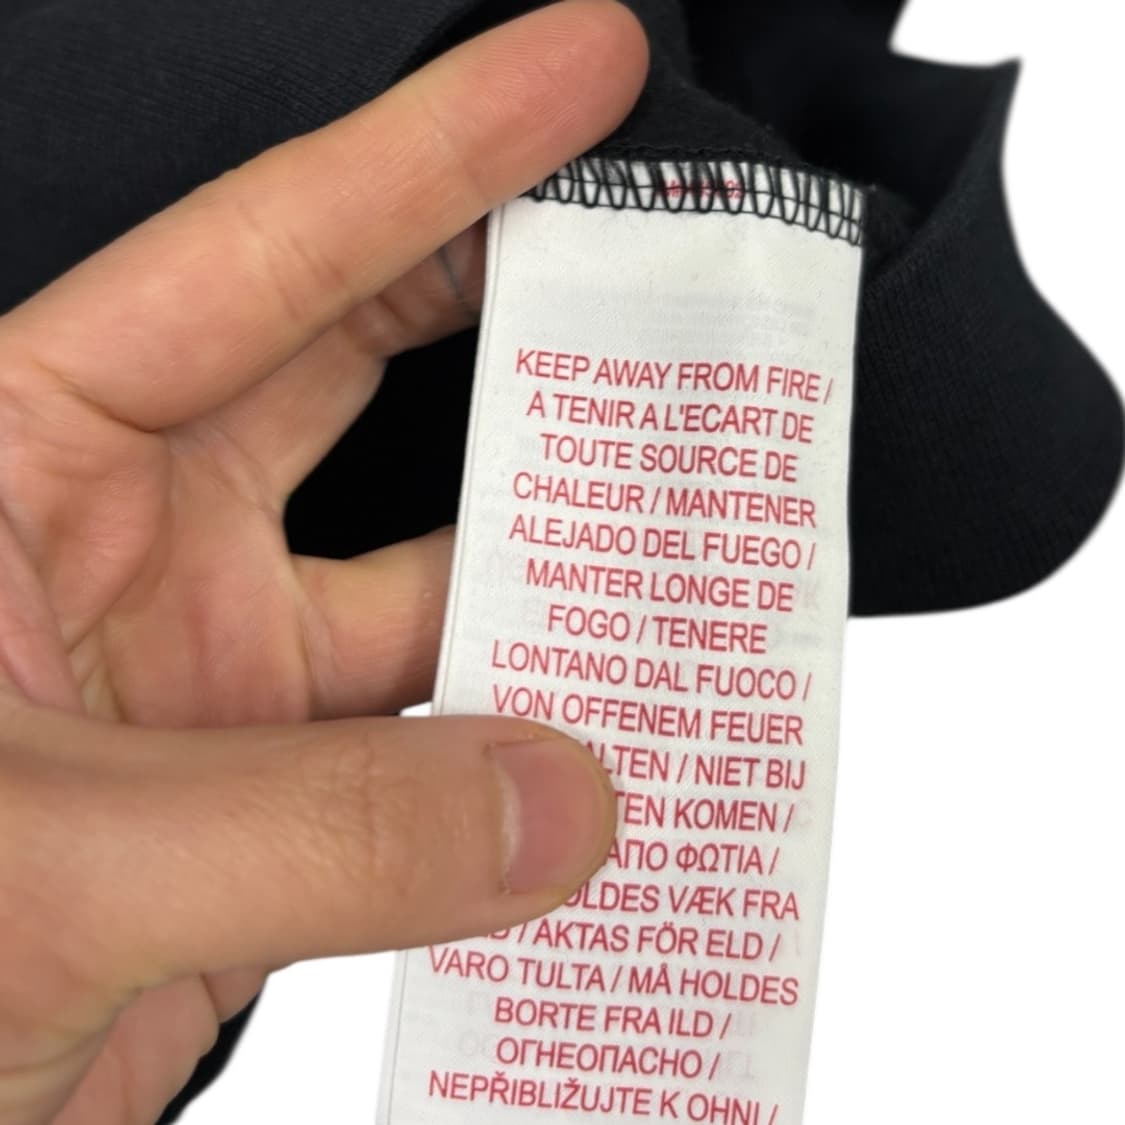 KEEP AWAY FROM FIRE /
A TENIR A L'ECART DE
TOUTE SOURCE DE
CHALEUR / MANTENER
ALEJADO DEL FUEGO /
MANTER LONGE DE
FOGO / TENERE
LONTANO DAL FUOCO /
VON OFFENEM FEUER
/ NIET BIJ
KOMEN /
ΑΠΟ ΦΩΤΙΑ /
VÆK FRA
/ AKTAS FÖR ELD /
VARO TULTA / MÅ HOLDES
BORTE FRA ILD /
ОГНЕОПАСНО /
NEPŘIBLIŽUJTE K OHNI /